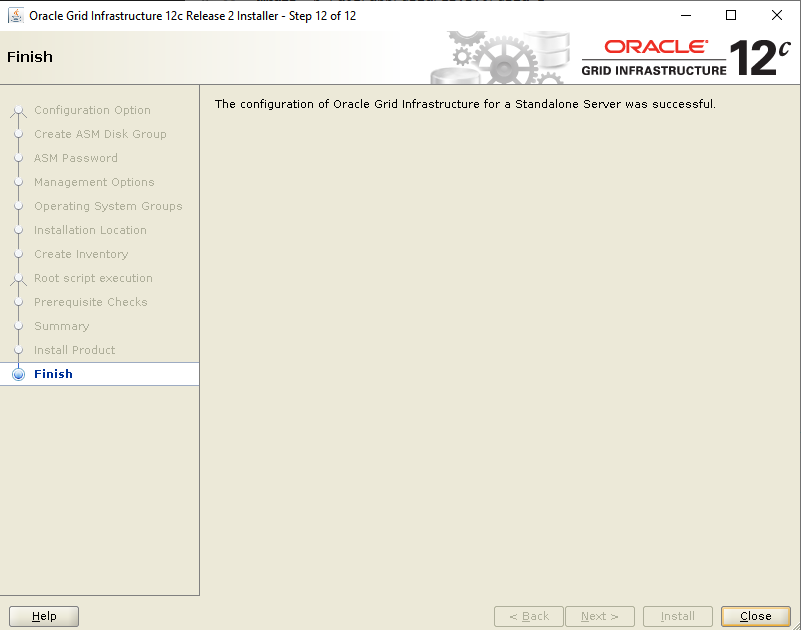 Oracle Grid Infrastructure 12c Release 2 Installer - Step 12 of 12
Finish
ORACLE®
GRID INFRASTRUCTURE 12c
Configuration Option
Create ASM Disk Group
ASM Password
Management Options
Operating System Groups
Installation Location
Create Inventory
Root script execution
Prerequisite Checks
Summary
Install Product
Finish
The configuration of Oracle Grid Infrastructure for a Standalone Server was successful.
Help
< Back
Next >
Install
Close